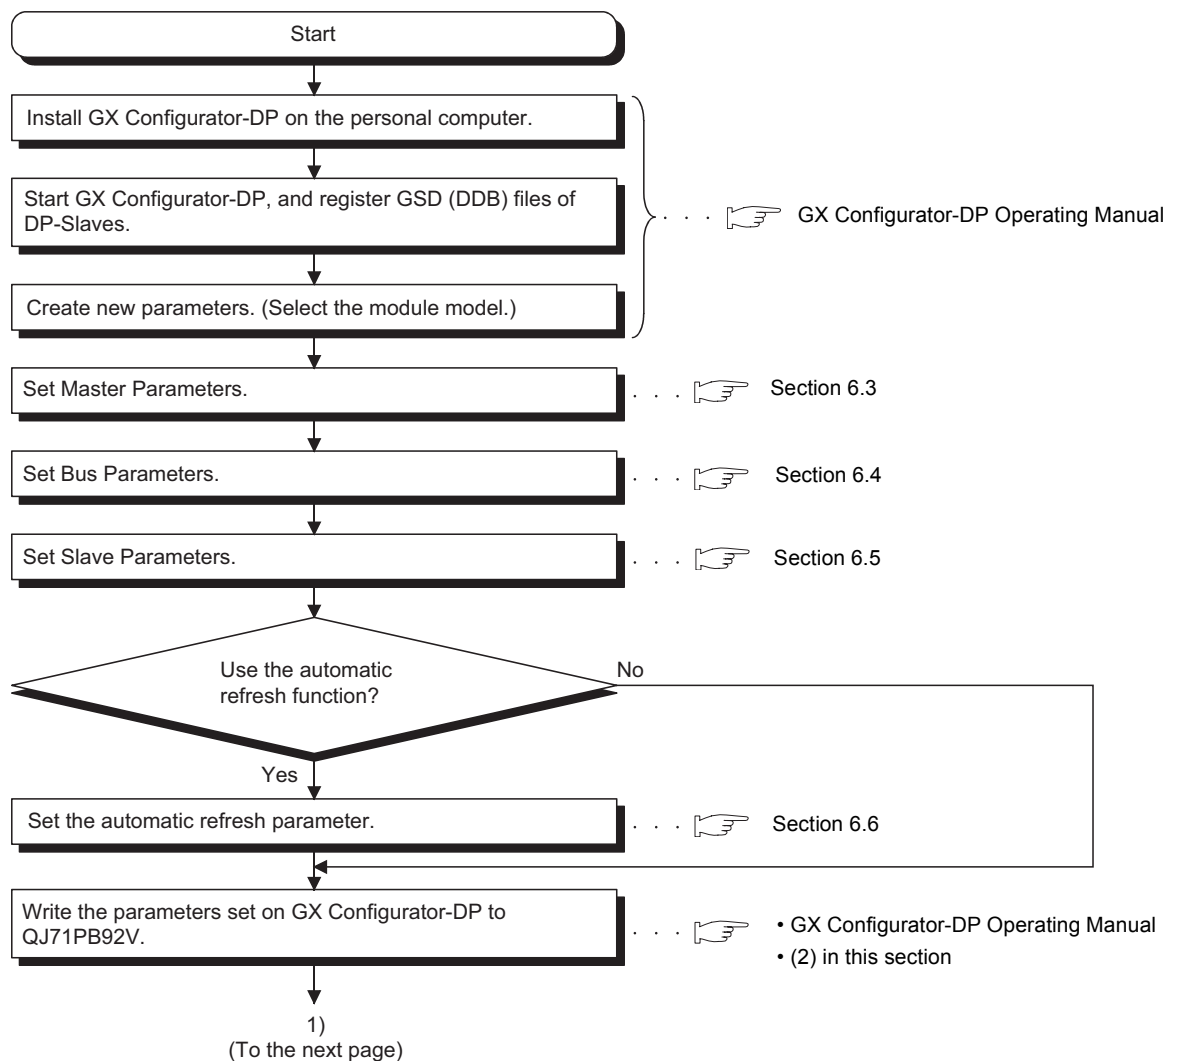 Start
Install GX Configurator-DP on the personal computer.
Start GX Configurator-DP, and register GSD (DDB) files of
DP-Slaves.
GX Configurator-DP Operating Manual
Create new parameters. (Select the module model.)
Set Master Parameters.
Section 6.3
Set Bus Parameters.
Section 6.4
Set Slave Parameters.
Section 6.5
Use the automatic
refresh function?
No
Yes
Set the automatic refresh parameter.
Section 6.6
Write the parameters set on GX Configurator-DP to
QJ71PB92V.
• GX Configurator-DP Operating Manual
• (2) in this section
1)
(To the next page)